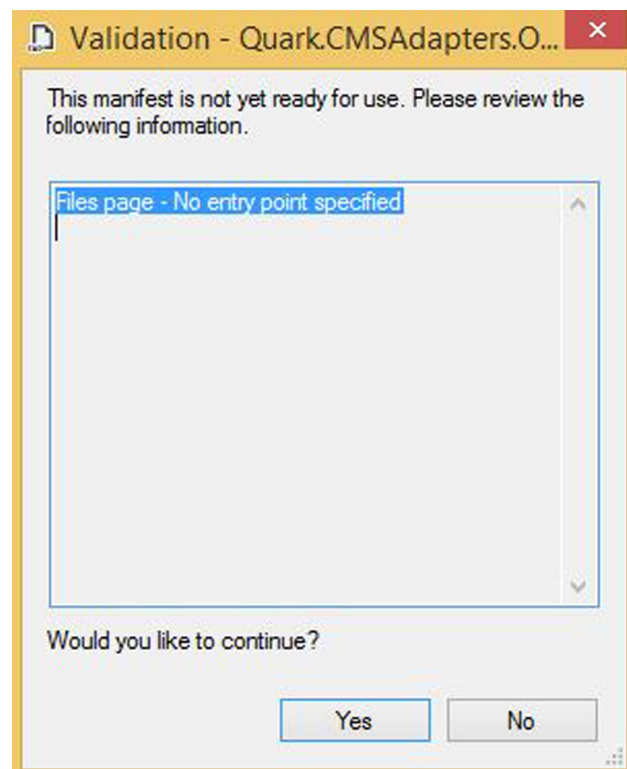 Validation - Quark.CMSAdapters.O...
This manifest is not yet ready for use. Please review the
following information.
Files page - No entry point specified
Would you like to continue?
Yes No